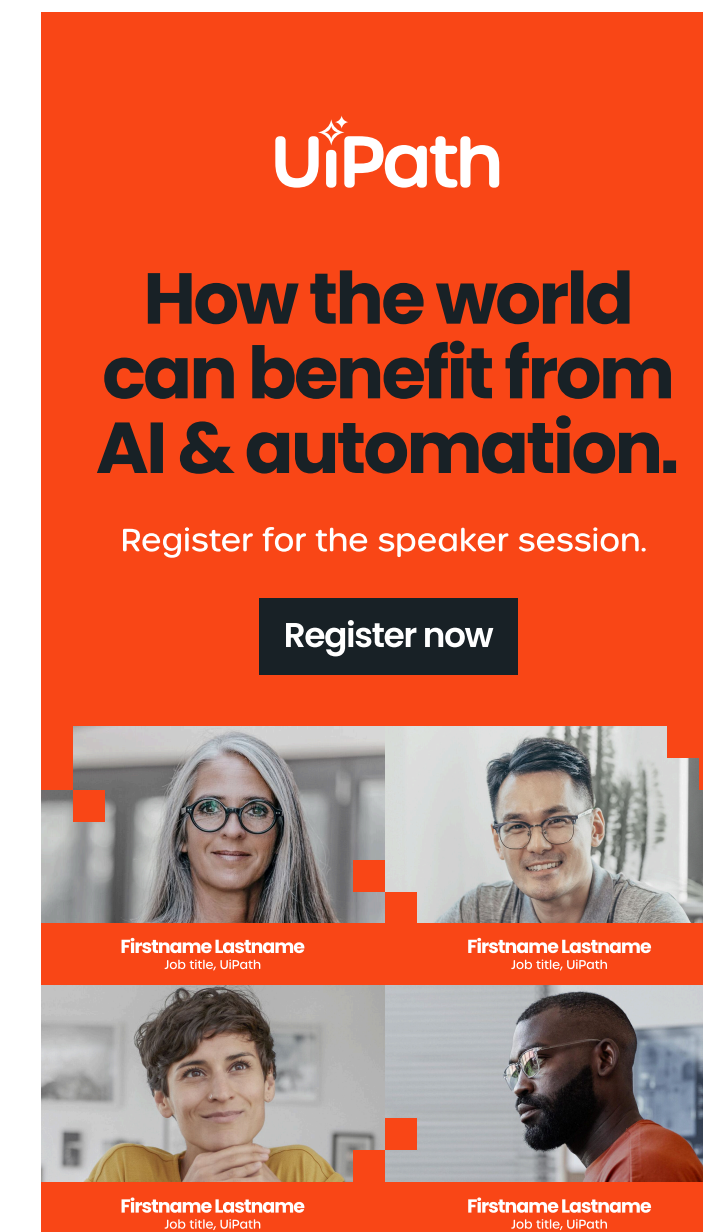 UiPath
How the world
can benefit from
AI & automation.
Register for the speaker session.
Register now
Firstname Lastname
Job title, UiPath
Firstname Lastname
Job title, UiPath
Firstname Lastname
Job title, UiPath
Firstname Lastname
Job title, UiPath